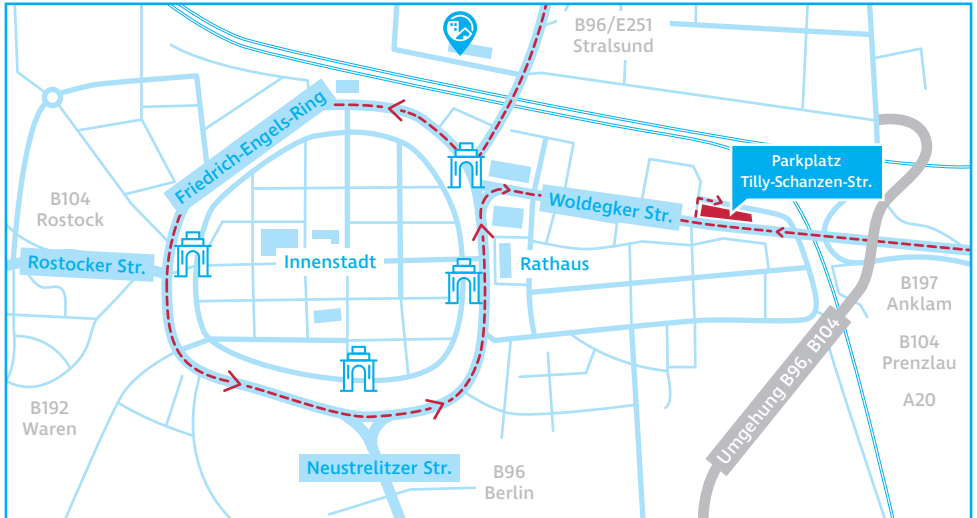 B96/E251
Stralsund
Friedrich-Engels-Ring
Parkplatz
Tilly-Schanzen-Str.
B104
Rostock
Woldegker Str.
Rostocker Str.
Innenstadt
Rathaus
B197
Anklam
B104
Prenzlau
A20
Umgehung B96, B104
B192
Waren
Neustrelitzer Str.
B96
Berlin